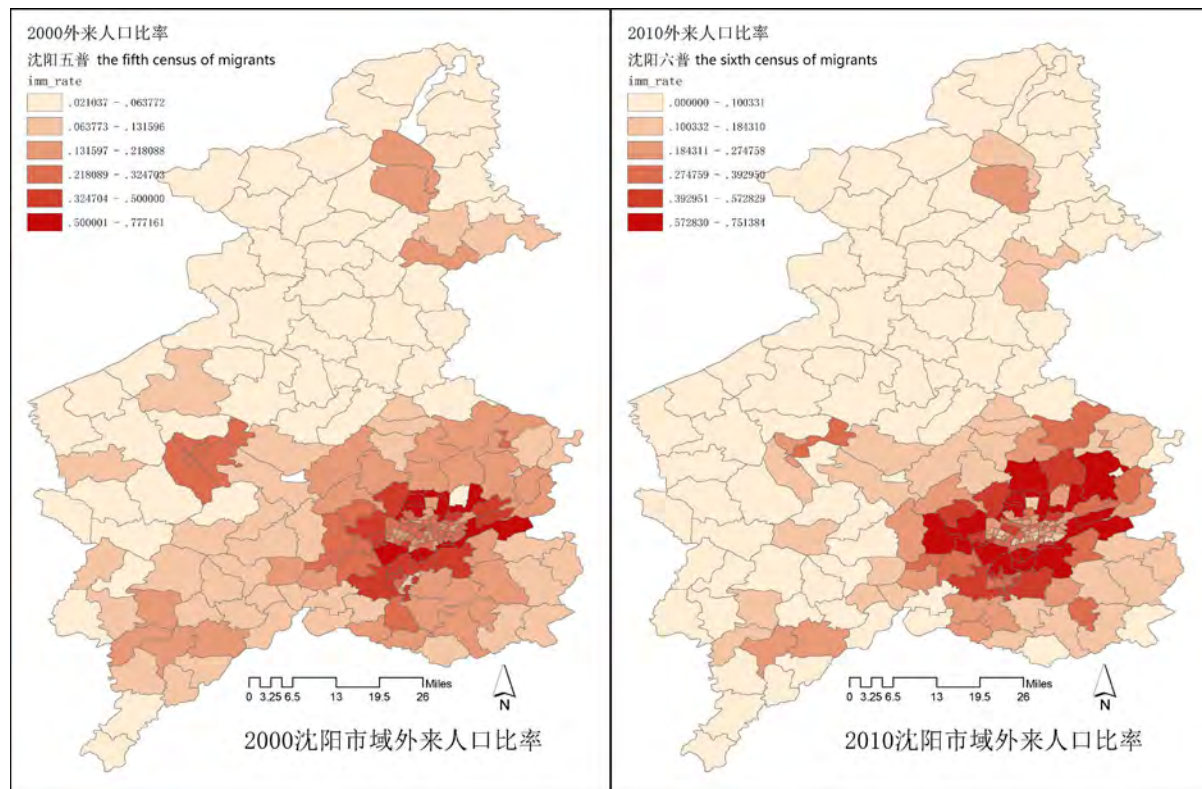 2000外来人口比率
沈阳五普 the fifth census of migrants
imm_rate
.021037 - .063772
.063773 - .131596
.131597 - .218088
.218089 - .324703
.324704 - .500000
.500001 - .777161
Miles
0 3.25 6.5 13 19.5 26
N
2000沈阳市域外来人口比率
2010外来人口比率
沈阳六普 the sixth census of migrants
imm_rate
.000000 - .100331
.100332 - .184310
.184311 - .274758
.274759 - .392950
.392951 - .572829
.572830 - .751384
Miles
0 3.25 6.5 13 19.5 26
N
2010沈阳市域外来人口比率